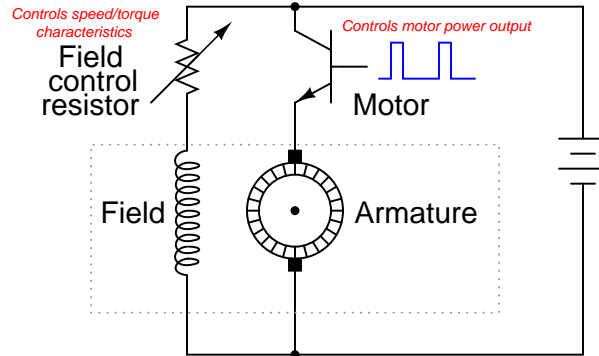 Controls speed/torque
characteristics
Field
control
resistor
Controls motor power output
Motor
Field
Armature